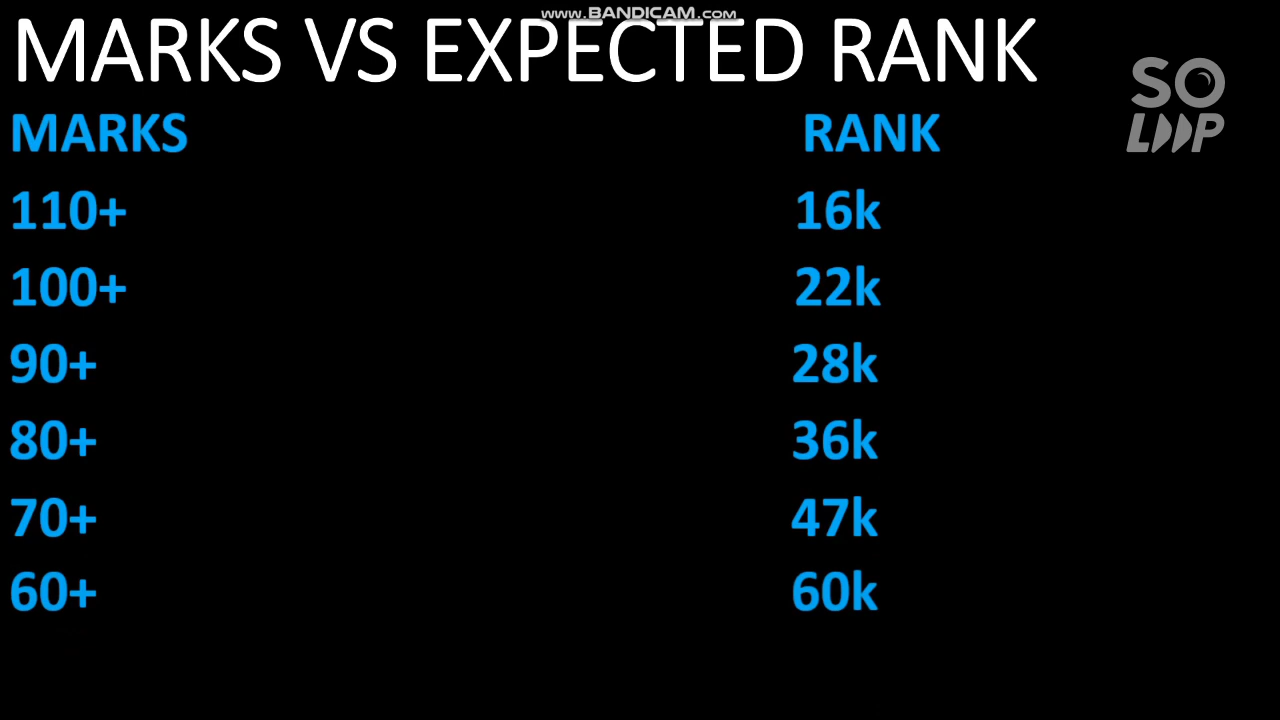 www.BANDICAM.com
MARKS VS EXPECTED RANK
SO
LOOP
MARKS RANK
110+ 16k
100+ 22k
90+ 28k
80+ 36k
70+ 47k
60+ 60k